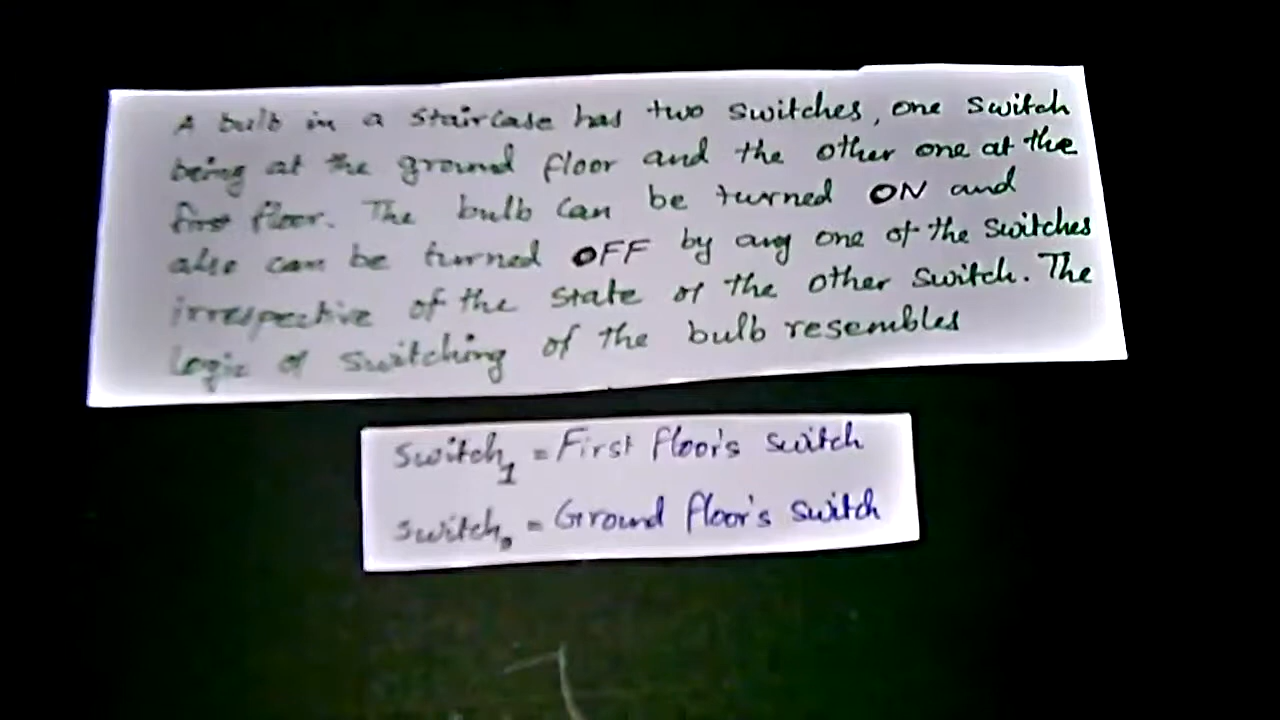 A bulb in a staircase has two switches, one switch
being at the ground floor and the other one at the
first floor. The bulb can be turned ON and
also can be turned OFF by any one of the switches
irrespective of the state of the other switch. The
logic of switching of the bulb resembles
Switch1 = First floor's switch
Switch0 = Ground floor's switch